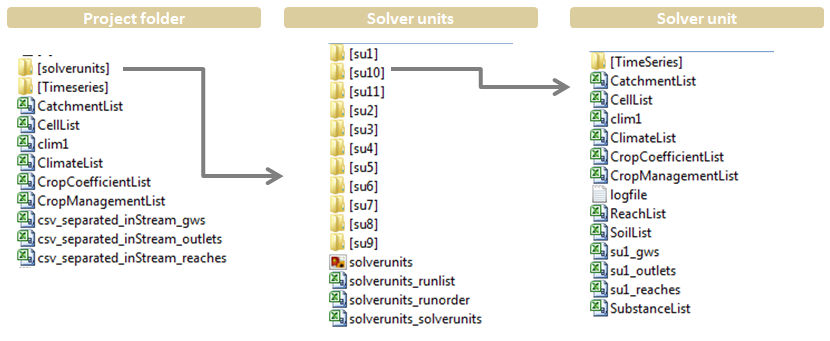 Project folder
[solverunits]
[Timeseries]
CatchmentList
CellList
clim1
ClimateList
CropCoefficientList
CropManagementList
csv_separated_inStream_gws
csv_separated_inStream_outlets
csv_separated_inStream_reaches
Solver units
[su1]
[su10]
[su11]
[su2]
[su3]
[su4]
[su5]
[su6]
[su7]
[su8]
[su9]
solverunits
solverunits_runlist
solverunits_runorder
solverunits_solverunits
Solver unit
[TimeSeries]
CatchmentList
CellList
clim1
ClimateList
CropCoefficientList
CropManagementList
logfile
ReachList
SoilList
su1_gws
su1_outlets
su1_reaches
SubstanceList